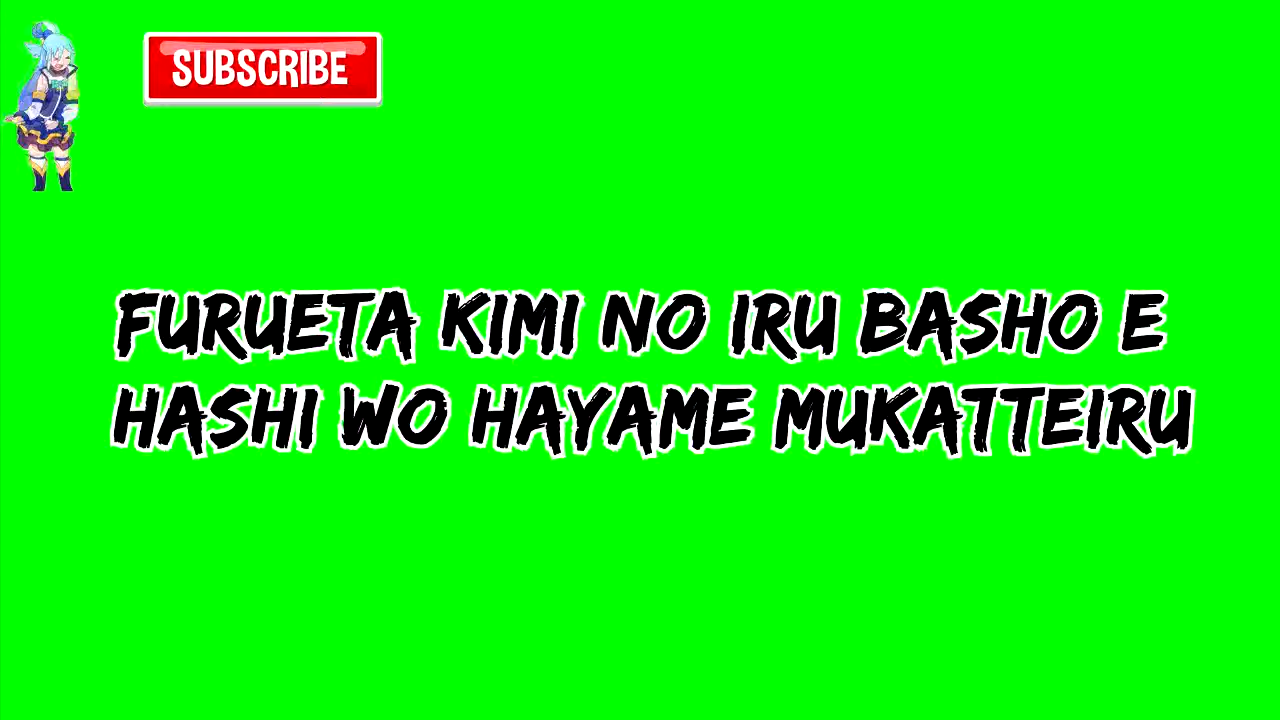 SUBSCRIBE
FURUETA KIMI NO IRU BASHO E
HASHI WO HAYAME MUKATTEIRU